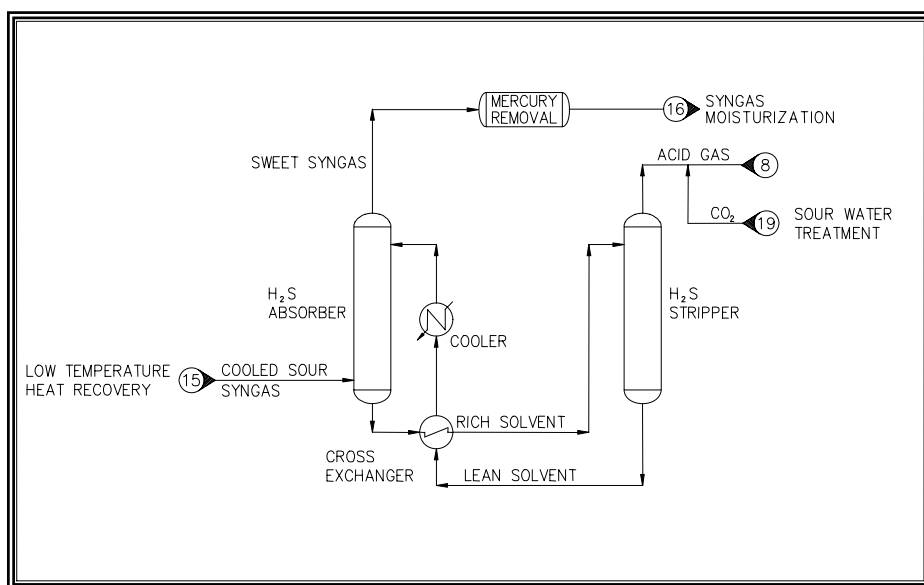 MERCURY
REMOVAL
16
SYNGAS
MOISTURIZATION
SWEET SYNGAS
ACID GAS
8
CO₂
19
SOUR WATER
TREATMENT
H₂S
ABSORBER
H₂S
STRIPPER
COOLER
LOW TEMPERATURE
HEAT RECOVERY
15
COOLED SOUR
SYNGAS
RICH SOLVENT
CROSS
EXCHANGER
LEAN SOLVENT